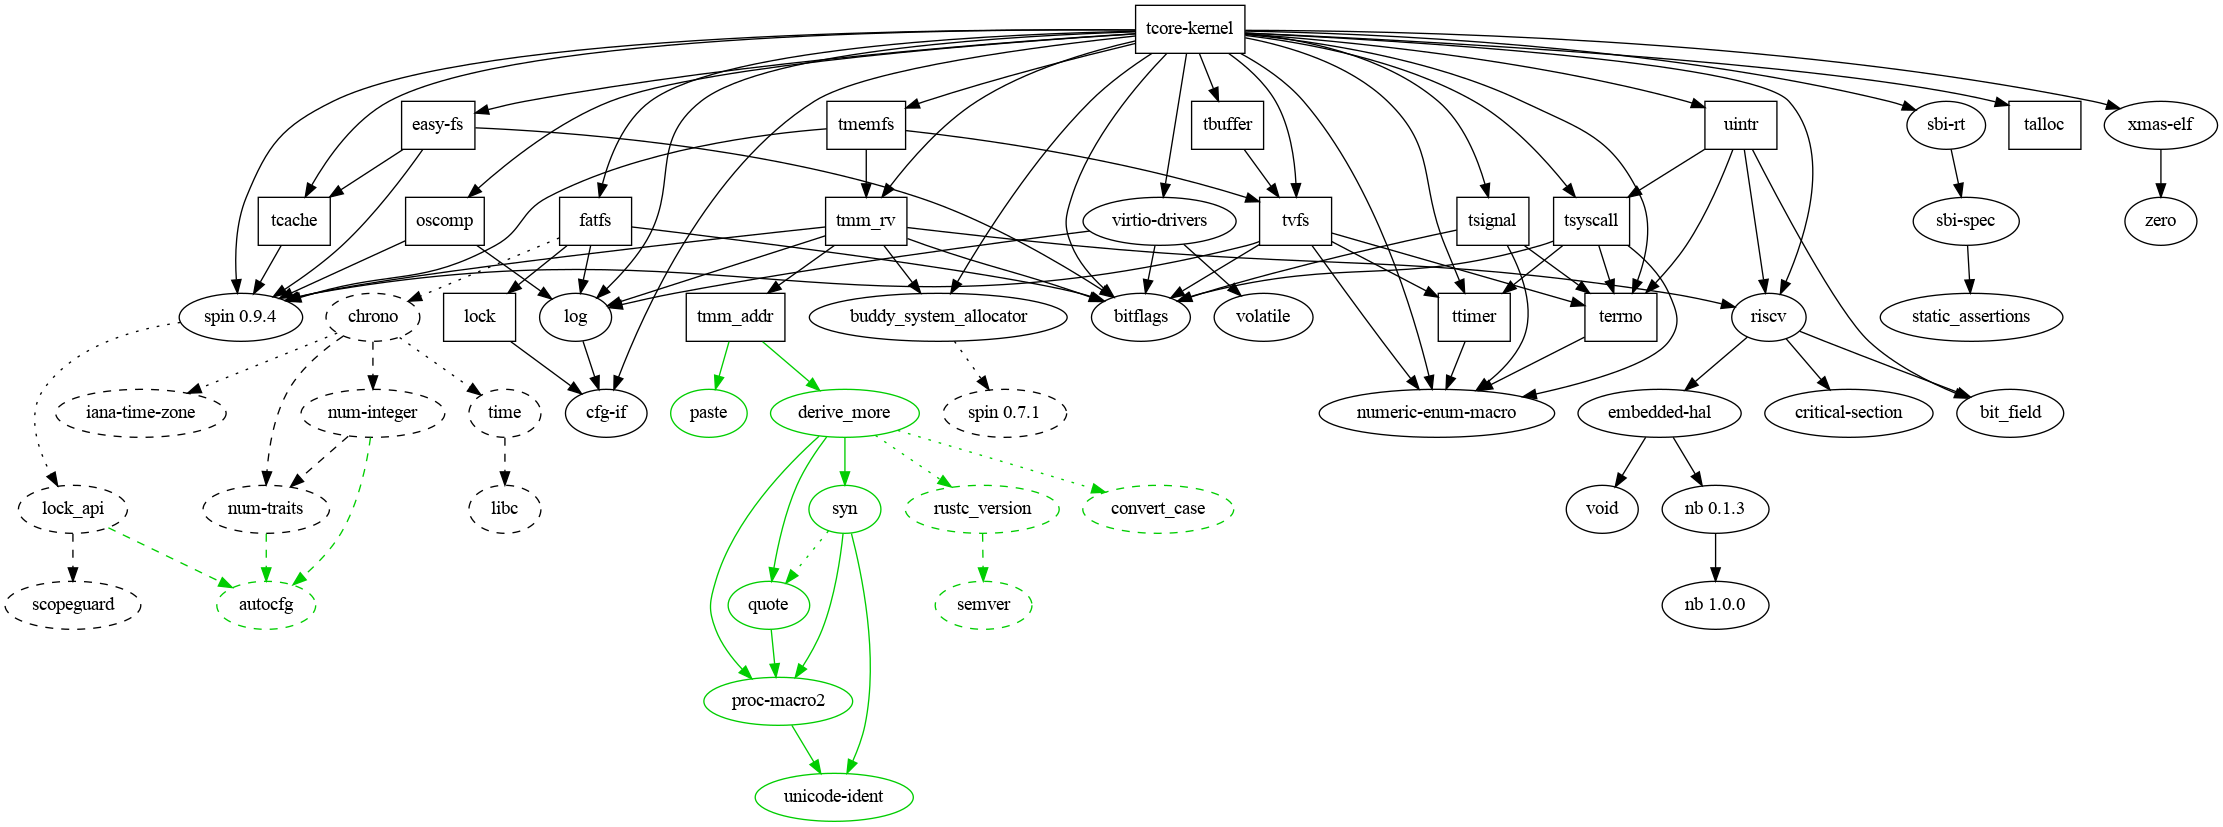 tcore-kernel
easy-fs
tmemfs
tbuffer
uintr
sbi-rt
talloc
xmas-elf
tcache
oscomp
fatfs
tmm_rv
virtio-drivers
tvfs
tsignal
tsyscall
sbi-spec
zero
spin 0.9.4
chrono
lock
log
tmm_addr
buddy_system_allocator
bitflags
volatile
ttimer
terrno
riscv
static_assertions
iana-time-zone
num-integer
time
cfg-if
paste
derive_more
spin 0.7.1
numeric-enum-macro
embedded-hal
critical-section
bit_field
lock_api
num-traits
libc
syn
rustc_version
convert_case
void
nb 0.1.3
scopeguard
autocfg
quote
semver
nb 1.0.0
proc-macro2
unicode-ident